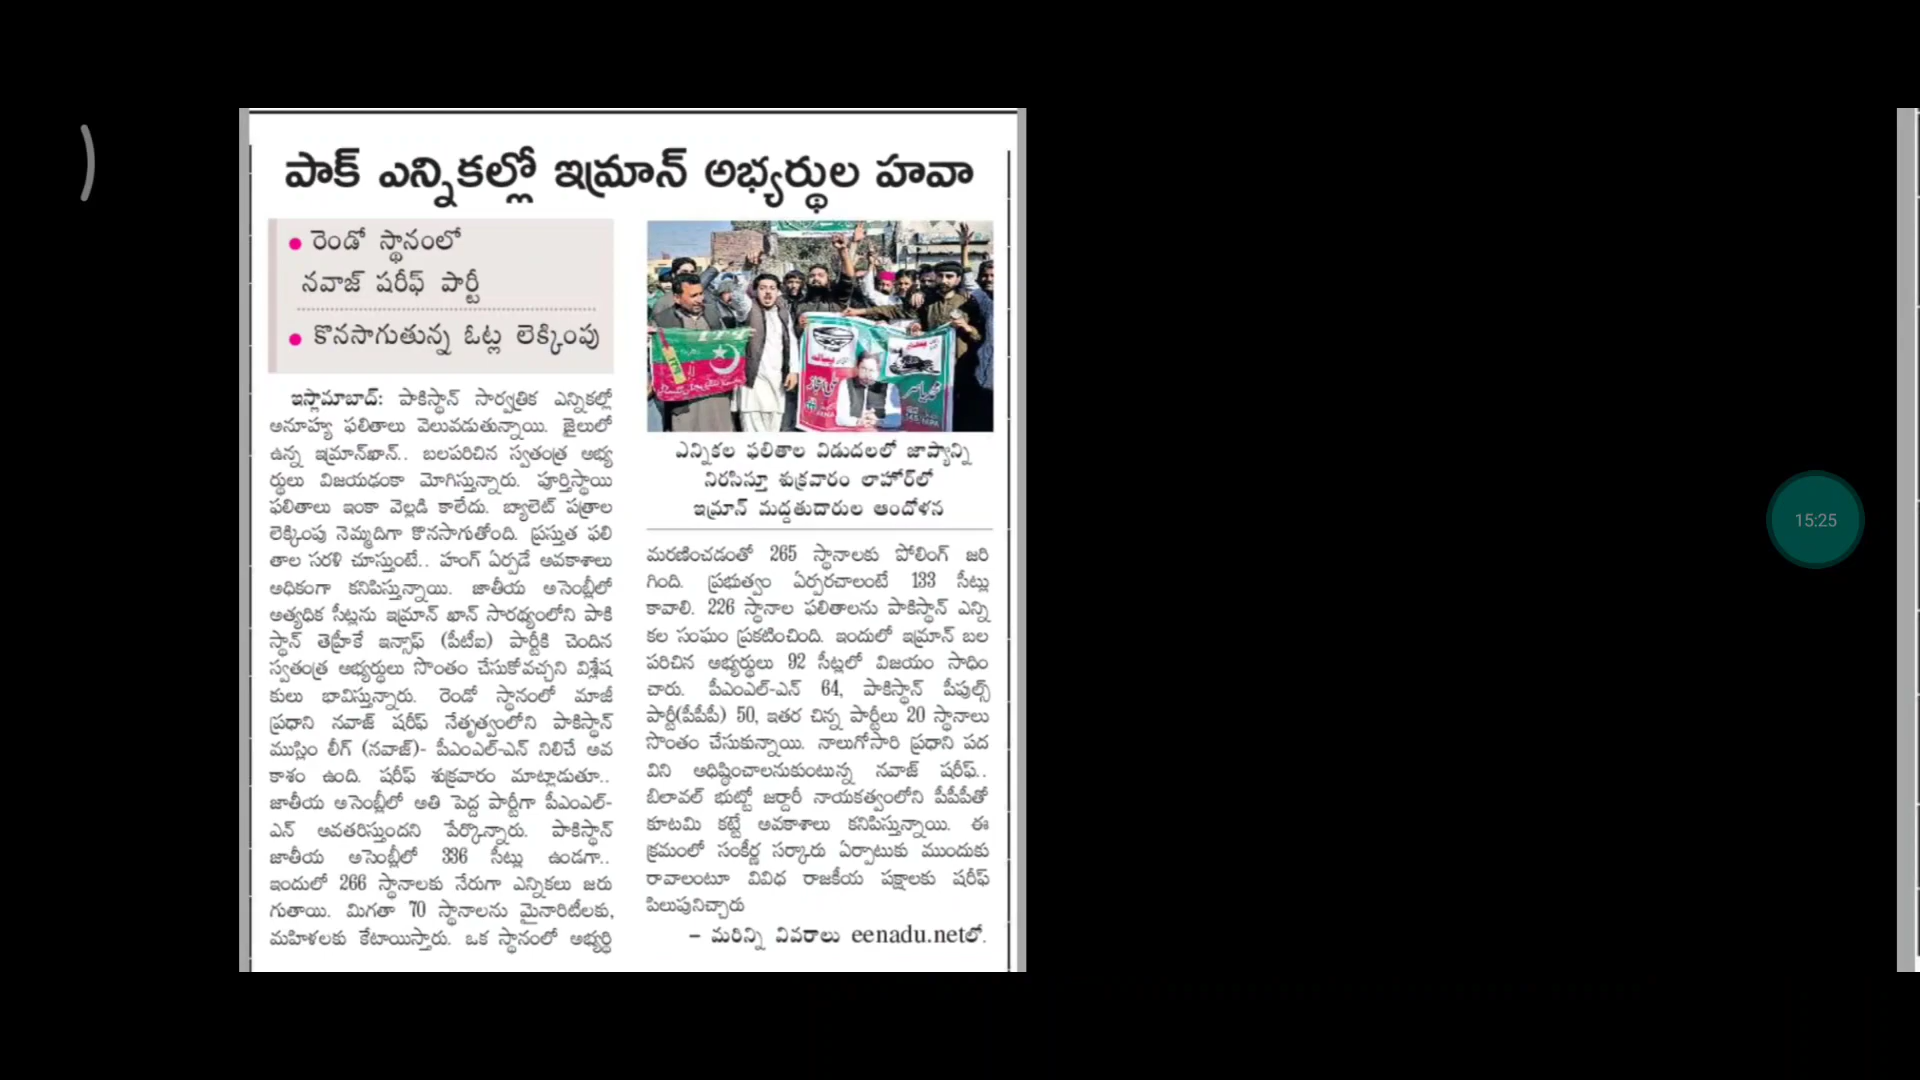 పాక్ ఎన్నికల్లో ఇమ్రాన్ అభ్యర్థుల హవా
● రెండో స్థానంలో
నవాజ్ షరీఫ్ పార్టీ
● కొనసాగుతున్న ఓట్ల లెక్కింపు
ఇస్లామాబాద్: పాకిస్థాన్ సార్వత్రిక ఎన్నికల్లో
అనూహ్య ఫలితాలు వెలువడుతున్నాయి. జైలులో
ఉన్న ఇమ్రాన్‌ఖాన్.. బలపరిచిన స్వతంత్ర అభ్య
ర్థులు విజయఢంకా మోగిస్తున్నారు. పూర్తిస్థాయి
ఫలితాలు ఇంకా వెల్లడి కాలేదు. బ్యాలెట్ పత్రాల
లెక్కింపు నెమ్మదిగా కొనసాగుతోంది. ప్రస్తుత ఫలి
తాల సరళి చూస్తుంటే.. హంగ్ ఏర్పడే అవకాశాలు
అధికంగా కనిపిస్తున్నాయి. జాతీయ అసెంబ్లీలో
అత్యధిక సీట్లను ఇమ్రాన్ ఖాన్ సారథ్యంలోని పాకి
స్థాన్ తెహ్రీకే ఇన్సాఫ్ (పీటీఐ) పార్టీకి చెందిన
స్వతంత్ర అభ్యర్థులు సొంతం చేసుకోవచ్చని విశ్లేష
కులు భావిస్తున్నారు. రెండో స్థానంలో మాజీ
ప్రధాని నవాజ్ షరీఫ్ నేతృత్వంలోని పాకిస్థాన్
ముస్లిం లీగ్ (నవాజ్)- పీఎంఎల్-ఎన్ నిలిచే అవ
కాశం ఉంది. షరీఫ్ శుక్రవారం మాట్లాడుతూ..
జాతీయ అసెంబ్లీలో అతి పెద్ద పార్టీగా పీఎంఎల్-
ఎన్ అవతరిస్తుందని పేర్కొన్నారు. పాకిస్థాన్
జాతీయ అసెంబ్లీలో 336 సీట్లు ఉండగా..
ఇందులో 266 స్థానాలకు నేరుగా ఎన్నికలు జరు
గుతాయి. మిగతా 70 స్థానాలను మైనారిటీలకు,
మహిళలకు కేటాయిస్తారు. ఒక స్థానంలో అభ్యర్థి
ఎన్నికల ఫలితాల విడుదలలో జాప్యాన్ని
నిరసిస్తూ శుక్రవారం లాహోర్‌లో
ఇమ్రాన్ మద్దతుదారుల ఆందోళన
మరణించడంతో 265 స్థానాలకు పోలింగ్ జరి
గింది. ప్రభుత్వం ఏర్పరచాలంటే 133 సీట్లు
కావాలి. 226 స్థానాల ఫలితాలను పాకిస్థాన్ ఎన్ని
కల సంఘం ప్రకటించింది. ఇందులో ఇమ్రాన్ బల
పరిచిన అభ్యర్థులు 92 సీట్లలో విజయం సాధిం
చారు. పీఎంఎల్-ఎన్ 64, పాకిస్థాన్ పీపుల్స్
పార్టీ(పీపీపీ) 50, ఇతర చిన్న పార్టీలు 20 స్థానాలు
సొంతం చేసుకున్నాయి. నాలుగోసారి ప్రధాని పద
విని అధిష్ఠించాలనుకుంటున్న నవాజ్ షరీఫ్..
బిలావల్ భుట్టో జర్దారీ నాయకత్వంలోని పీపీపీతో
కూటమి కట్టే అవకాశాలు కనిపిస్తున్నాయి. ఈ
క్రమంలో సంకీర్ణ సర్కారు ఏర్పాటుకు ముందుకు
రావాలంటూ వివిధ రాజకీయ పక్షాలకు షరీఫ్
పిలుపునిచ్చారు
– మరిన్ని వివరాలు eenadu.netలో.
15:25